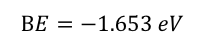 BE = −1.653 eV